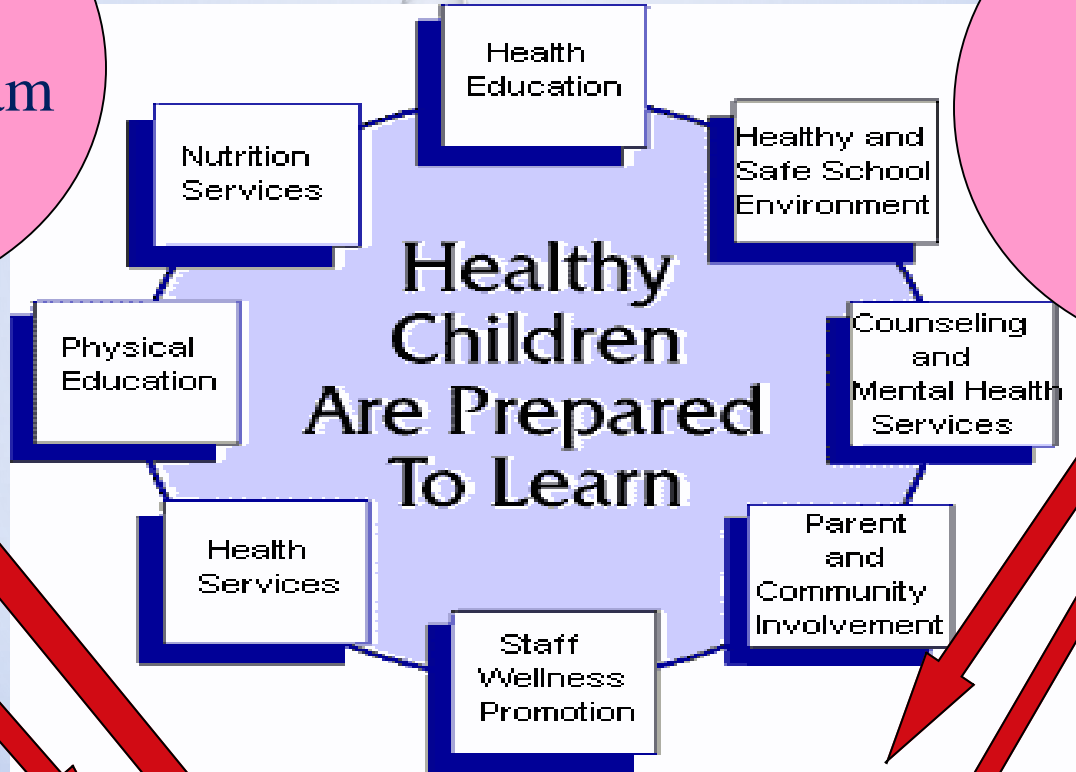 Health
Education
Healthy and
Safe School
Environment
Counseling
and
Mental Health
Services
Parent
and
Community
Involvement
Staff
Wellness
Promotion
Health
Services
Physical
Education
Nutrition
Services
Healthy
Children
Are Prepared
To Learn